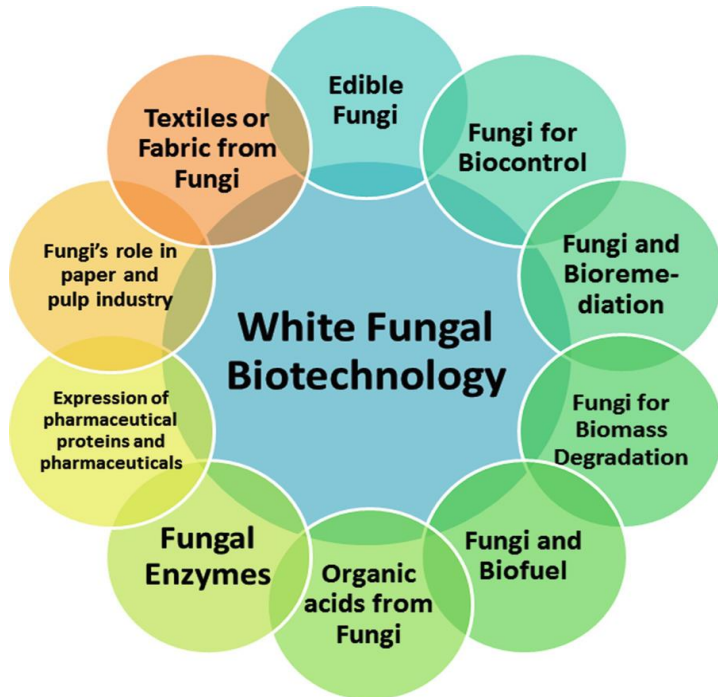 Edible
Fungi
Fungi for
Biocontrol
Fungi and
Bioreme-
diation
Fungi for
Biomass
Degradation
Fungi and
Biofuel
Organic
acids from
Fungi
Fungal
Enzymes
Expression of
pharmaceutical
proteins and
pharmaceuticals
Fungi's role in
paper and
pulp industry
Textiles or
Fabric from
Fungi
White Fungal
Biotechnology